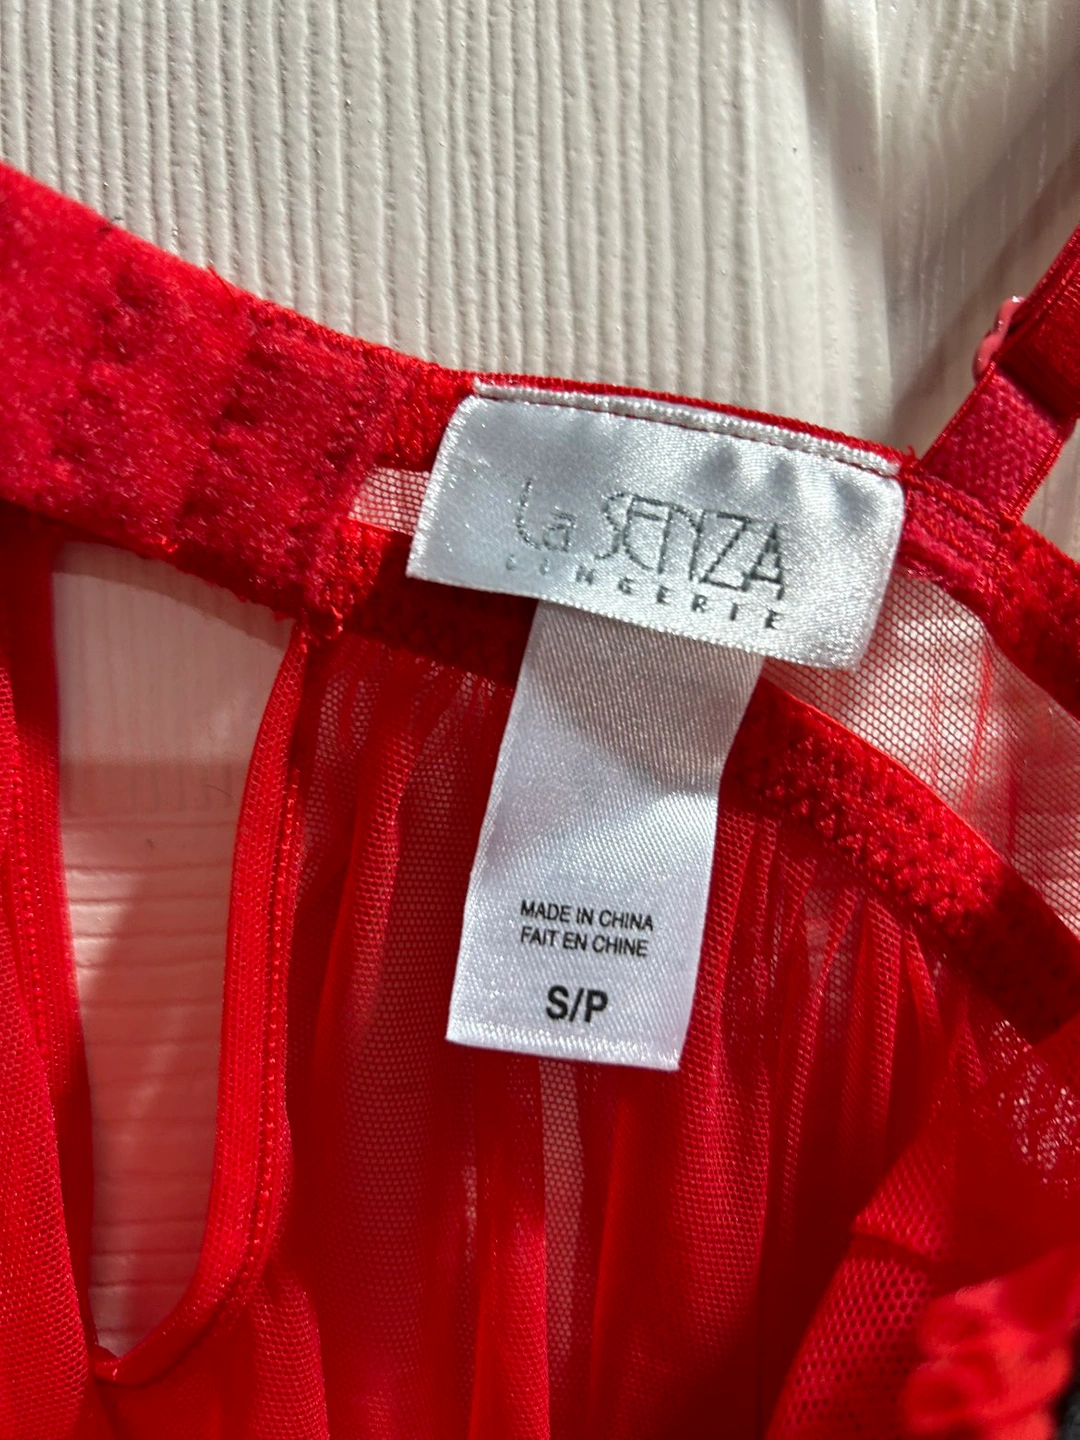 La SENZA
LINGERIE
MADE IN CHINA
FAIT EN CHINE
S/P